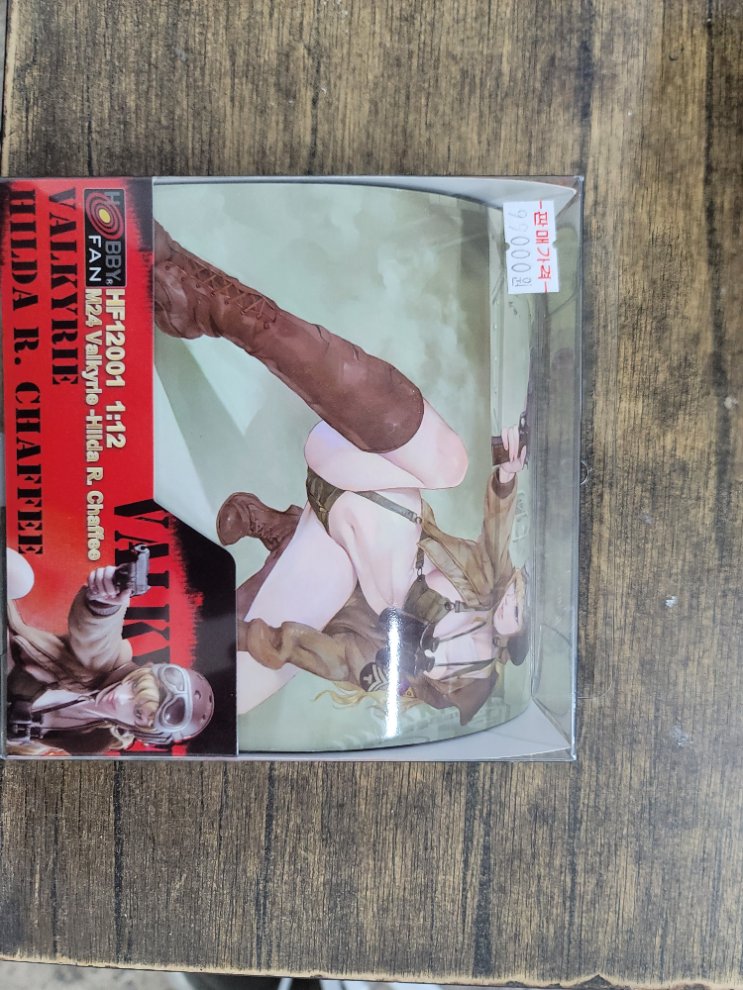 -판매가격-
99000원
HOBBY®
FAN
HF12001 1:12
M24 Valkyrie -Hilda R. Chaffee
VALKYRIE
HILDA R. CHAFFEE
VALKY